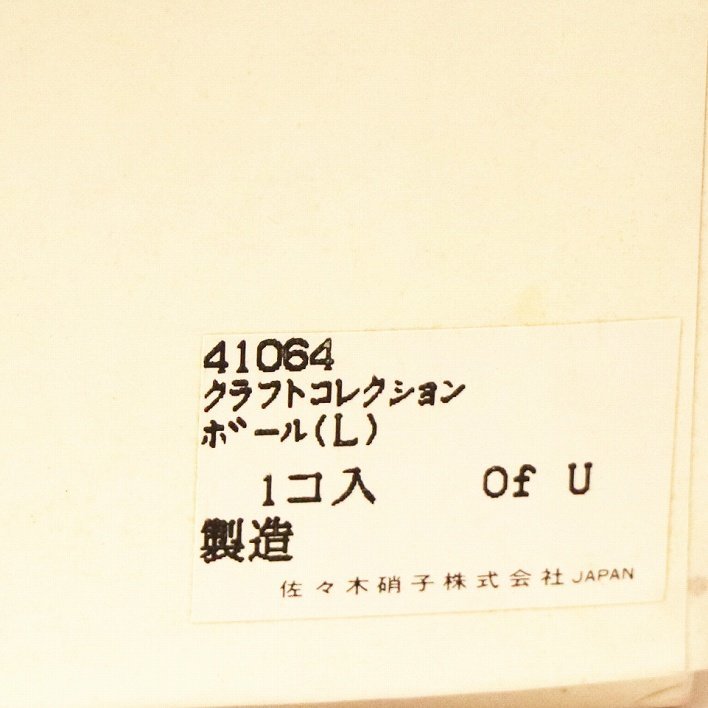 41064
クラフトコレクション
ボール(L)
1コ入 Of U
製造
佐々木硝子株式会社 JAPAN